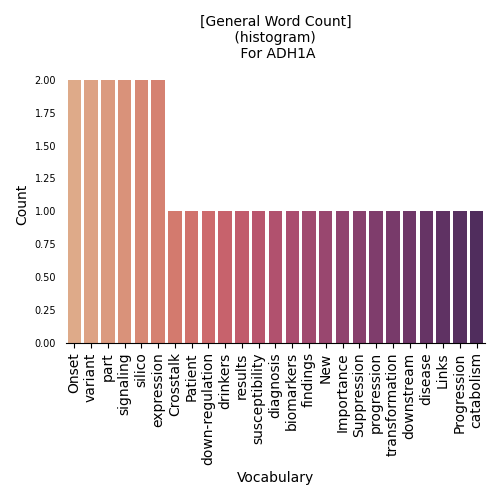 [General Word Count]
(histogram)
For ADH1A
Count
2.00
1.75
1.50
1.25
1.00
0.75
0.50
0.25
0.00
Onset
variant
part
signaling
silico
expression
Crosstalk
Patient
down-regulation
drinkers
results
susceptibility
diagnosis
biomarkers
findings
New
Importance
Suppression
progression
transformation
downstream
disease
Links
Progression
catabolism
Vocabulary